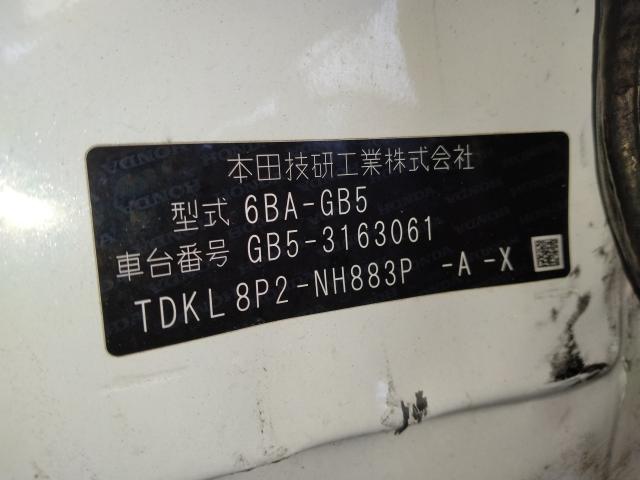 本田技研工業株式会社
型式 6BA-GB5
車台番号 GB5-3163061
TDKL 8P2-NH883P -A -X